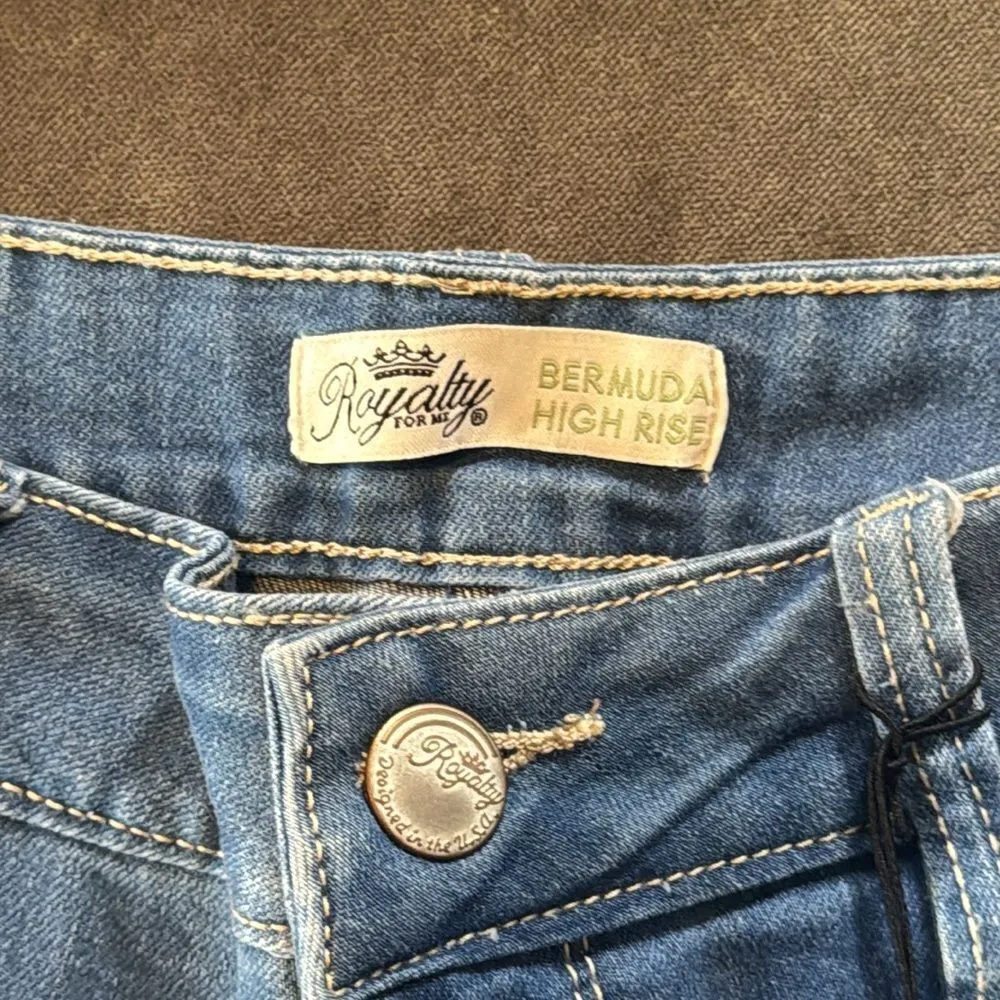 Royalty
FOR ME ®
BERMUDA
HIGH RISE
Royalty
Designed in the U.S.A.